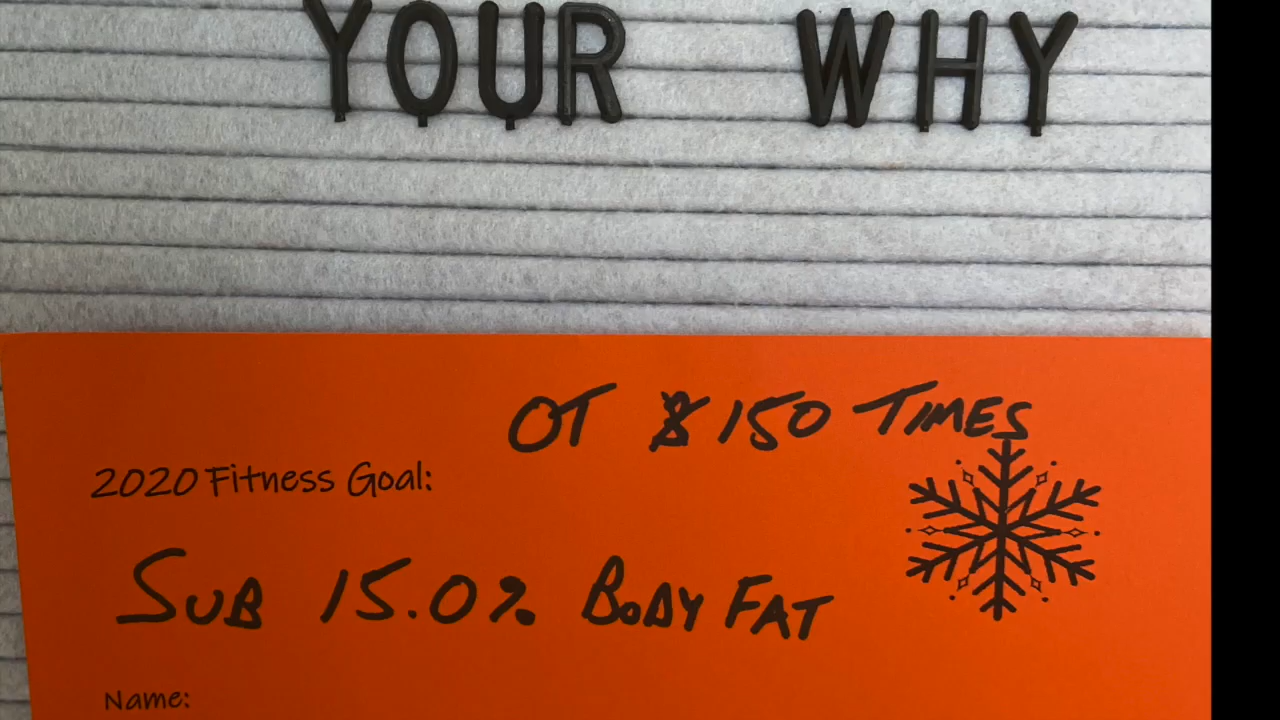 YOUR WHY
OT 150 TIMES
2020 Fitness Goal:
SUB 15.0% BODY FAT
Name: